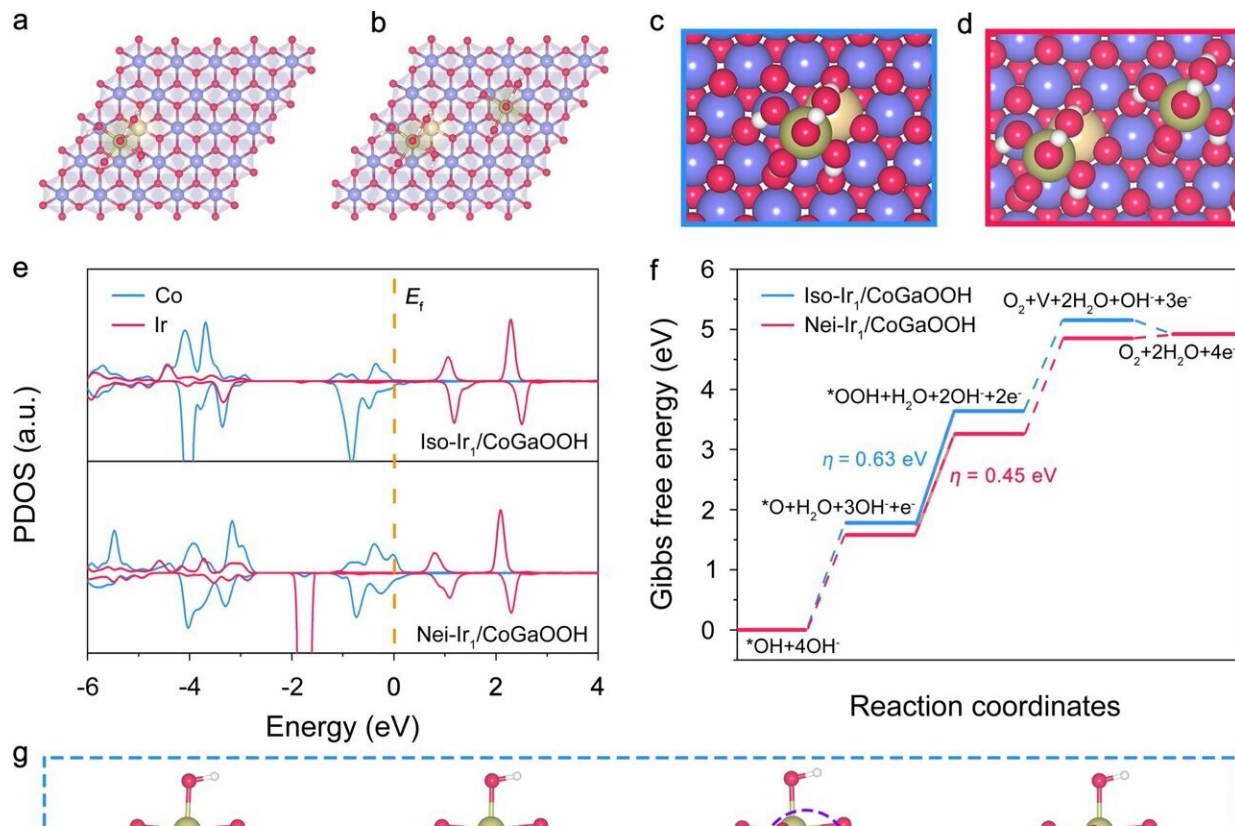 a
b
c
d
e
Co
Ir
E_f
Iso-Ir₁/CoGaOOH
Nei-Ir₁/CoGaOOH
PDOS (a.u.)
-6 -4 -2 0 2 4
Energy (eV)
f
6
5
4
3
2
1
0
Gibbs free energy (eV)
Iso-Ir₁/CoGaOOH
Nei-Ir₁/CoGaOOH
O₂+V+2H₂O+OH⁻+3e⁻
O₂+2H₂O+4e⁻
*OOH+H₂O+2OH⁻+2e⁻
η = 0.63 eV
η = 0.45 eV
*O+H₂O+3OH⁻+e⁻
*OH+4OH⁻
Reaction coordinates
g